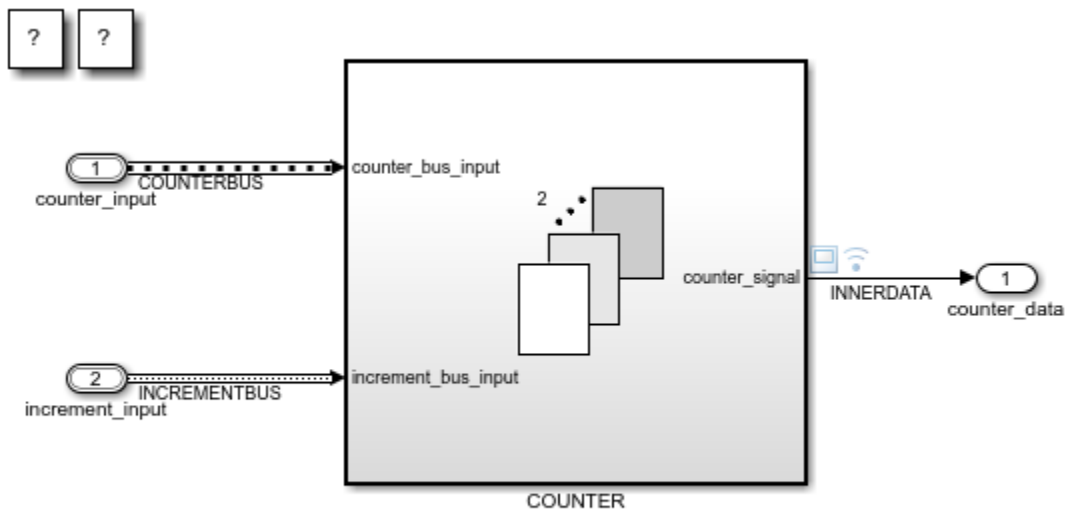 ? ?
1
COUNTERBUS
counter_input
counter_bus_input
2
counter_signal
INNERDATA
1
counter_data
2
INCREMENTBUS
increment_input
increment_bus_input
COUNTER